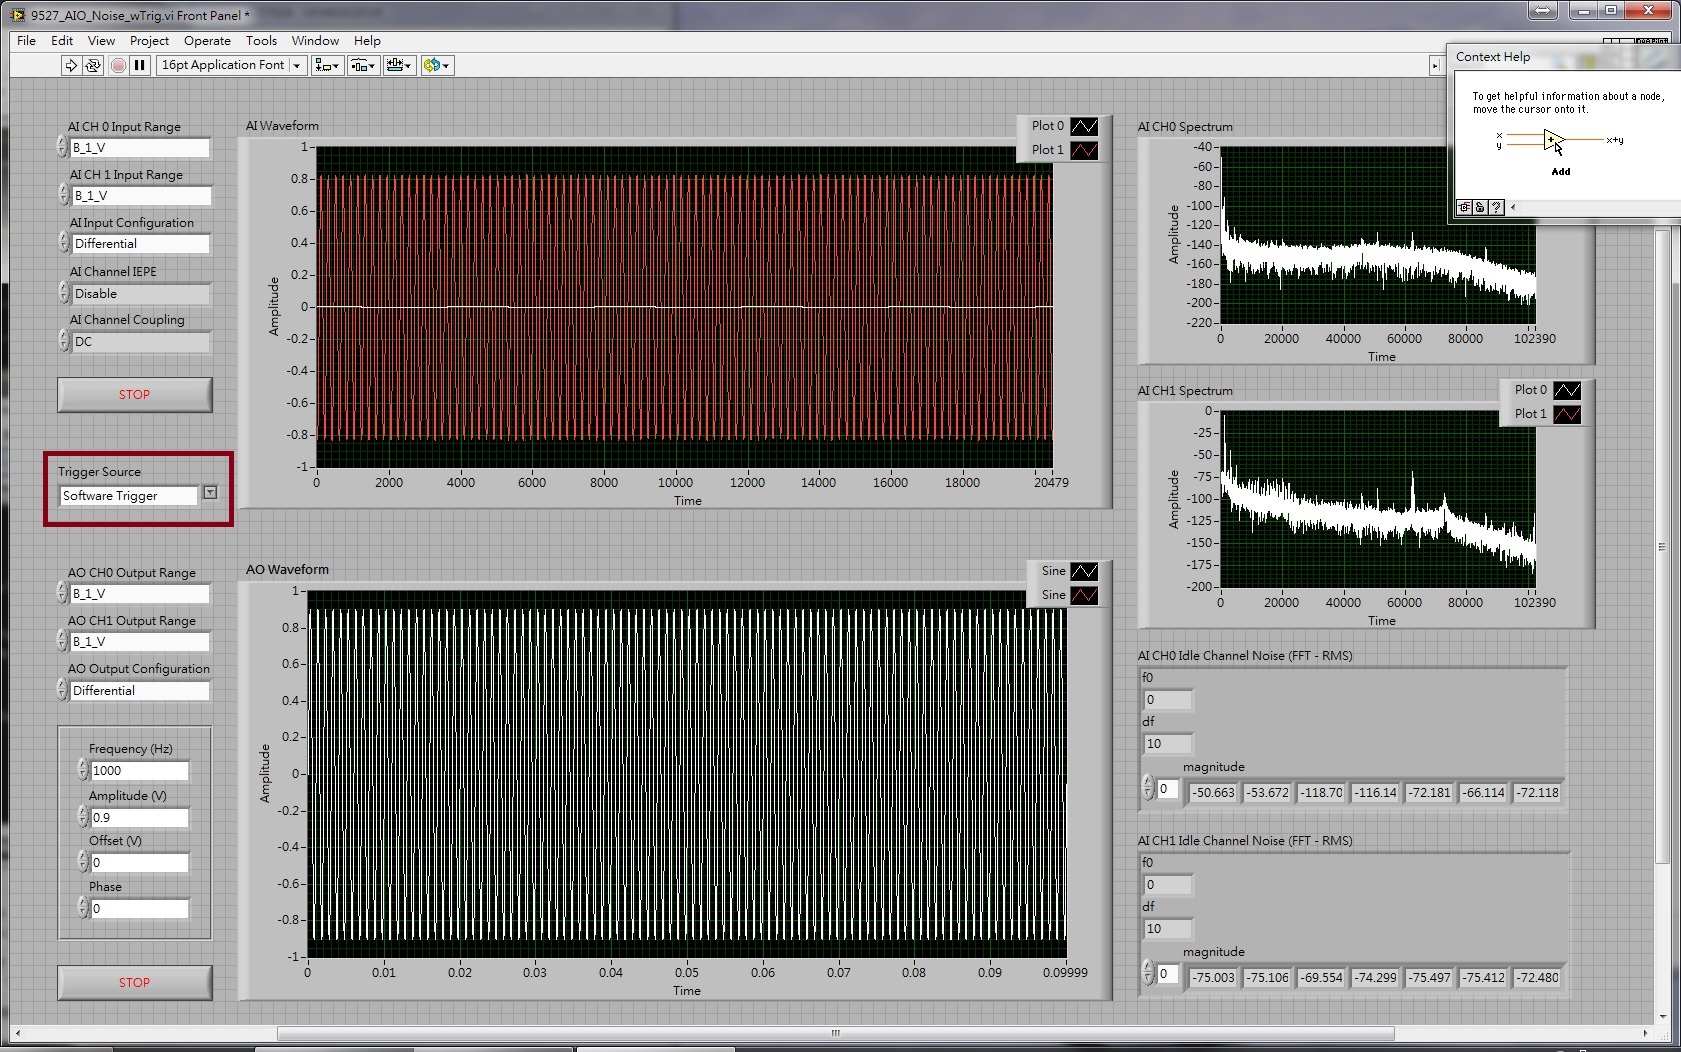 9527_AIO_Noise_wTrig.vi Front Panel *
File Edit View Project Operate Tools Window Help
16pt Application Font
Context Help
To get helpful information about a node,
move the cursor onto it.
x
y
x+y
Add
AI CH 0 Input Range
B_1_V
AI CH 1 Input Range
B_1_V
AI Input Configuration
Differential
AI Channel IEPE
Disable
AI Channel Coupling
DC
STOP
Trigger Source
Software Trigger
AO CH0 Output Range
B_1_V
AO CH1 Output Range
B_1_V
AO Output Configuration
Differential
Frequency (Hz)
1000
Amplitude (V)
0.9
Offset (V)
0
Phase
0
STOP
AI Waveform
Plot 0
Plot 1
Amplitude
1
0.8
0.6
0.4
0.2
0
-0.2
-0.4
-0.6
-0.8
-1
0 2000 4000 6000 8000 10000 12000 14000 16000 18000 20479
Time
AO Waveform
Sine
Sine
Amplitude
1
0.8
0.6
0.4
0.2
0
-0.2
-0.4
-0.6
-0.8
-1
0 0.01 0.02 0.03 0.04 0.05 0.06 0.07 0.08 0.09 0.09999
Time
AI CH0 Spectrum
Amplitude
-40
-60
-80
-100
-120
-140
-160
-180
-200
-220
0 20000 40000 60000 80000 102390
Time
AI CH1 Spectrum
Plot 0
Plot 1
Amplitude
0
-25
-50
-75
-100
-125
-150
-175
-200
0 20000 40000 60000 80000 102390
Time
AI CH0 Idle Channel Noise (FFT - RMS)
f0
0
df
10
magnitude
0 -50.663 -53.672 -118.70 -116.14 -72.181 -66.114 -72.118
AI CH1 Idle Channel Noise (FFT - RMS)
f0
0
df
10
magnitude
0 -75.003 -75.106 -69.554 -74.299 -75.497 -75.412 -72.480